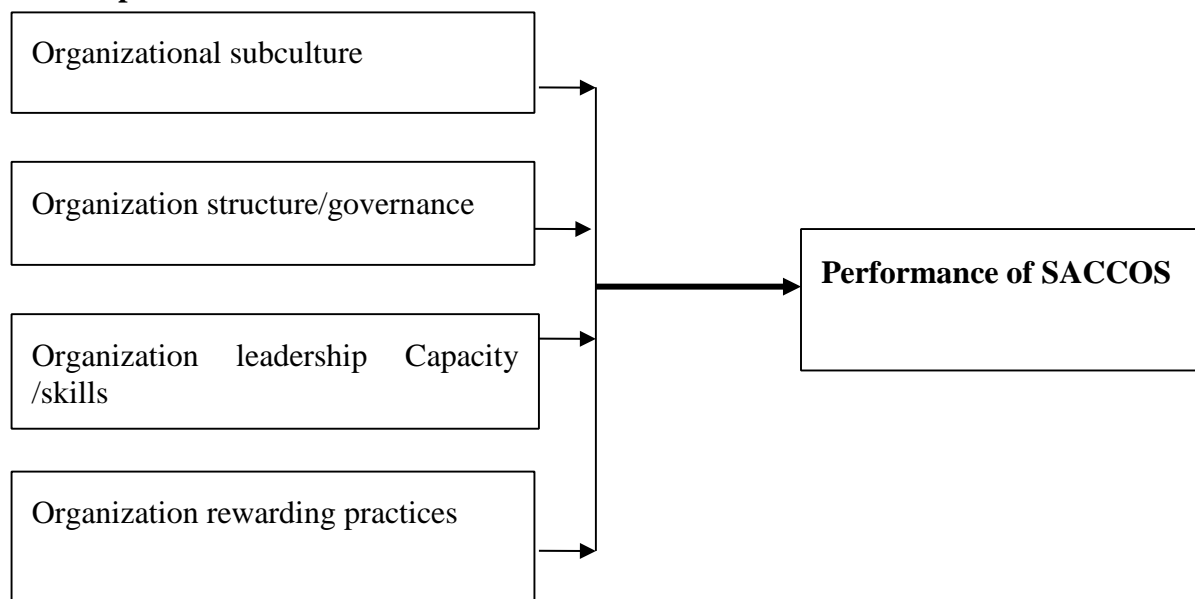 Organizational subculture
Organization structure/governance
Organization leadership Capacity
/skills
Organization rewarding practices
Performance of SACCOS